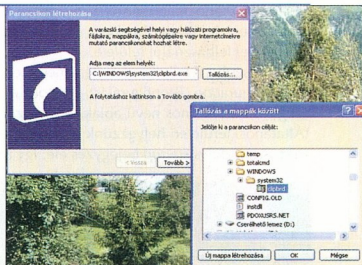 Parancsikon létrehozása
A varázsló segítségével helyi vagy hálózati programokra,
fájlokra, mappákra, számítógépekre vagy internetcímekre
mutató parancsikonokat hozhat létre.
Adja meg az elem helyét:
C:\WINDOWS\system32\clipbrd.exe
Tallózás...
A folytatáshoz kattintson a Tovább gombra.
< Vissza
Tovább >
Tallózás a mappák között
Jelölje ki a parancsikon célját:
temp
totalcmd
WINDOWS
system32
clipbrd
CONFIG.OLD
instdll
PDOXUSRS.NET
Cserélhető lemez (D:)
Új mappa létrehozása
OK
Mégse